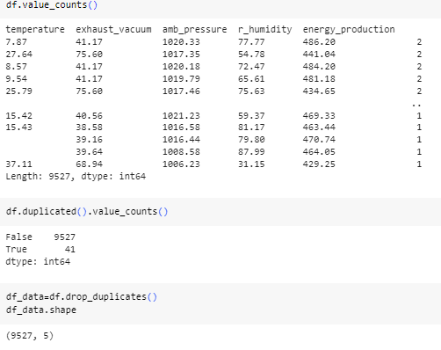 df.value_counts()
temperature  exhaust_vacuum  amb_pressure  r_humidity  energy_production
7.87         41.17           1020.33       77.77       486.20               2
27.64        75.60           1017.35       54.78       441.04               2
8.57         41.17           1020.18       72.47       484.20               2
9.54         41.17           1019.79       65.61       481.18               2
25.79        75.60           1017.46       75.63       434.65               2
..
15.42        40.56           1021.23       59.37       469.33               1
15.43        38.58           1016.58       81.17       463.44               1
39.16           1016.44       79.80       470.74               1
39.64           1008.58       87.99       464.05               1
37.11        68.94           1006.23       31.15       429.25               1
Length: 9527, dtype: int64
df.duplicated().value_counts()
False    9527
True       41
dtype: int64
df_data=df.drop_duplicates()
df_data.shape
(9527, 5)